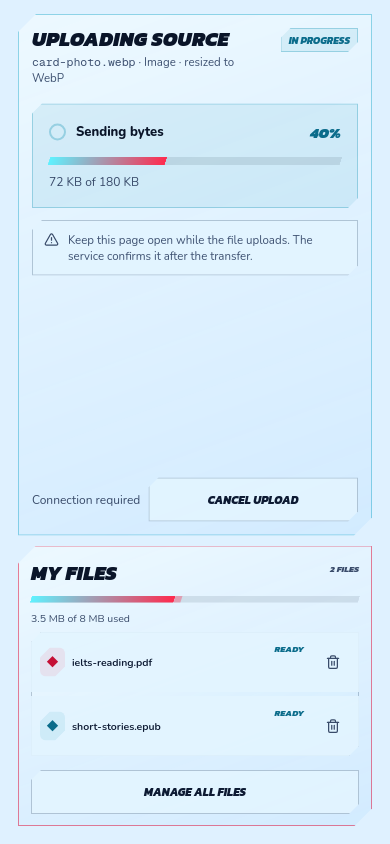 UPLOADING SOURCE
IN PROGRESS
card-photo.webp · Image · resized to
WebP
Sending bytes
40%
72 KB of 180 KB
Keep this page open while the file uploads. The
service confirms it after the transfer.
Connection required
CANCEL UPLOAD
MY FILES
2 FILES
3.5 MB of 8 MB used
READY
ielts-reading.pdf
READY
short-stories.epub
MANAGE ALL FILES